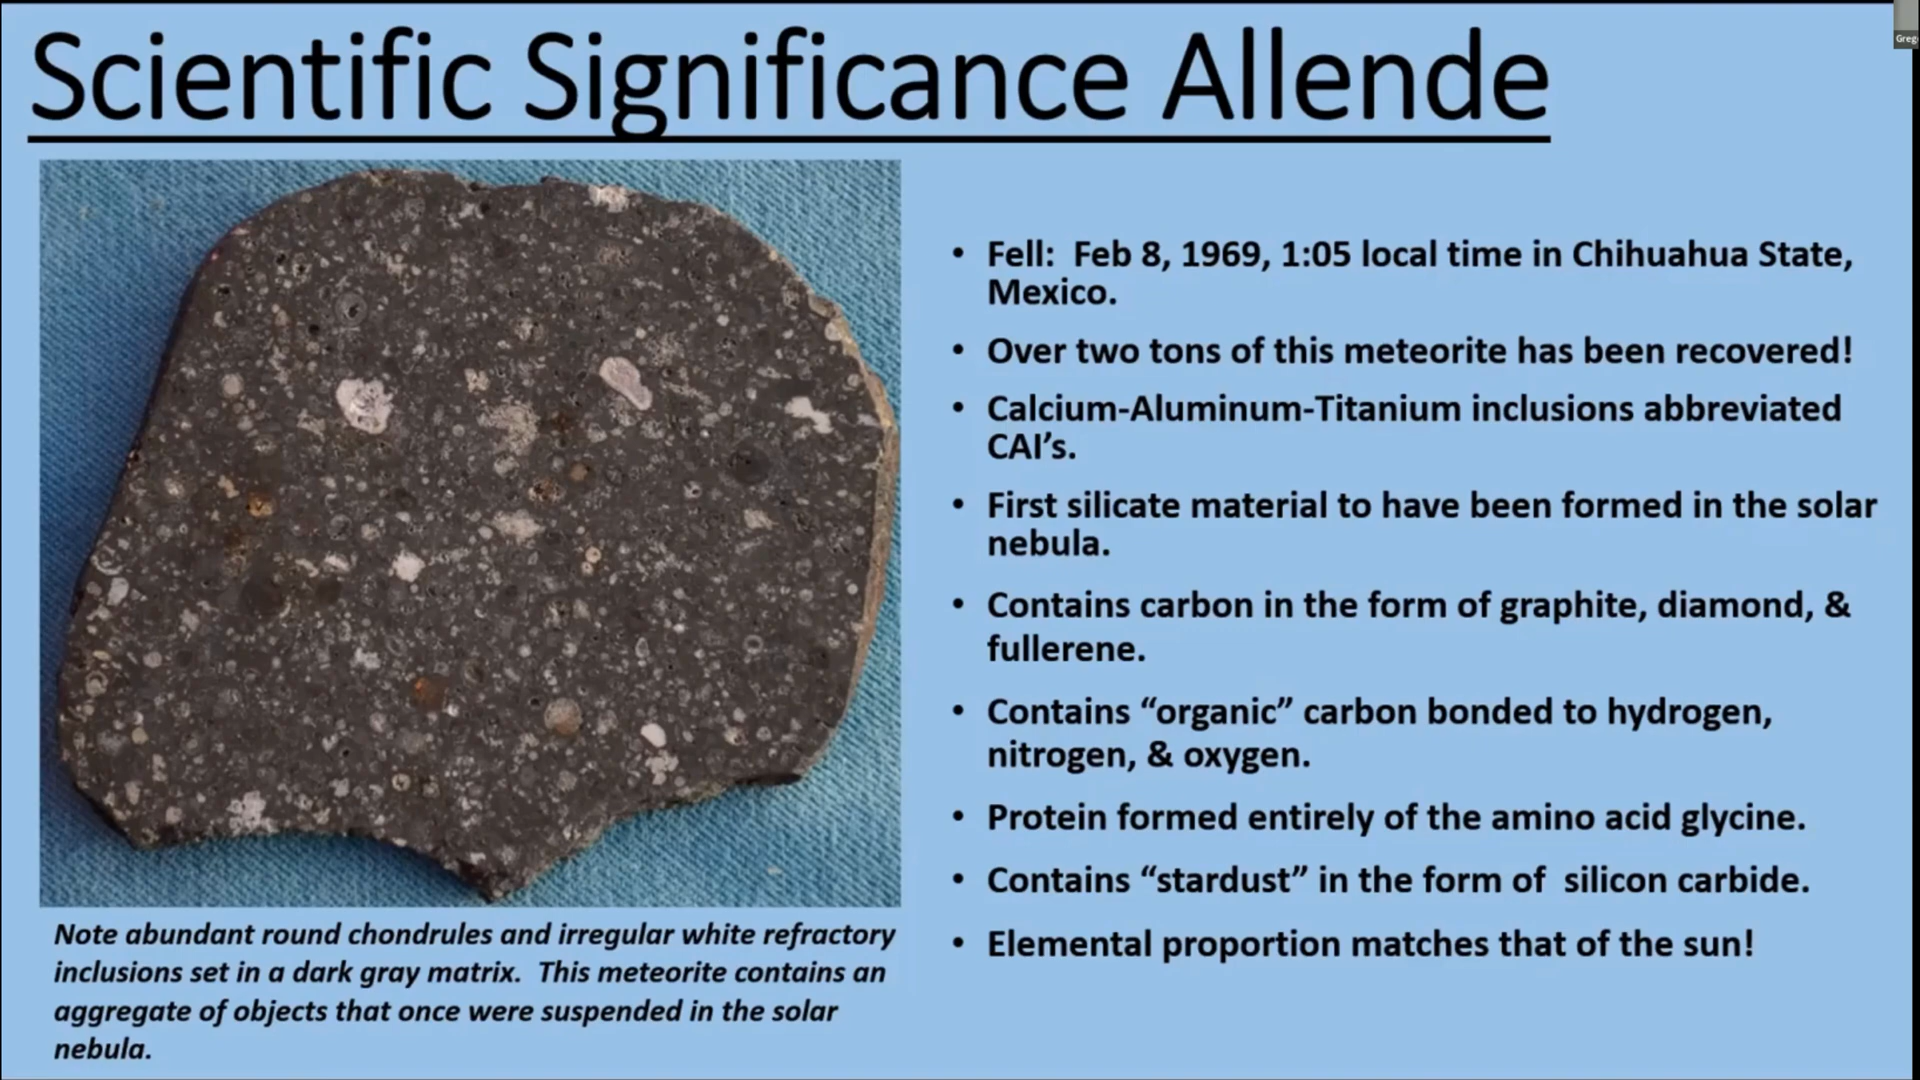 Scientific Significance Allende
Greg
• Fell:  Feb 8, 1969, 1:05 local time in Chihuahua State,
Mexico.
• Over two tons of this meteorite has been recovered!
• Calcium-Aluminum-Titanium inclusions abbreviated
CAI’s.
• First silicate material to have been formed in the solar
nebula.
• Contains carbon in the form of graphite, diamond, &
fullerene.
• Contains “organic” carbon bonded to hydrogen,
nitrogen, & oxygen.
• Protein formed entirely of the amino acid glycine.
• Contains “stardust” in the form of  silicon carbide.
• Elemental proportion matches that of the sun!
Note abundant round chondrules and irregular white refractory
inclusions set in a dark gray matrix.  This meteorite contains an
aggregate of objects that once were suspended in the solar
nebula.